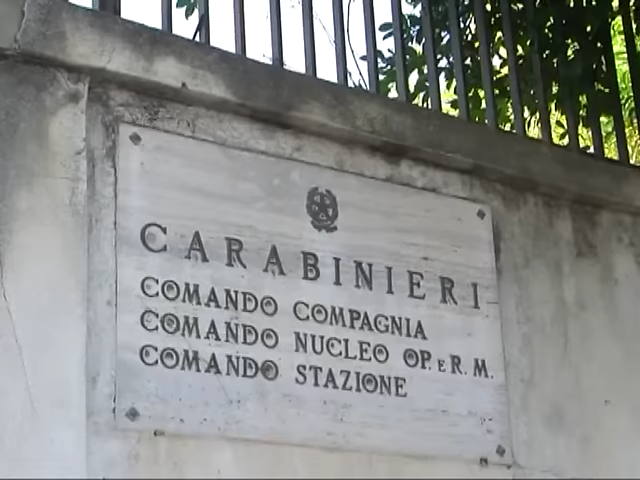 CARABINIERI
COMANDO COMPAGNIA
COMANDO NUCLEO OP. E R. M.
COMANDO STAZIONE